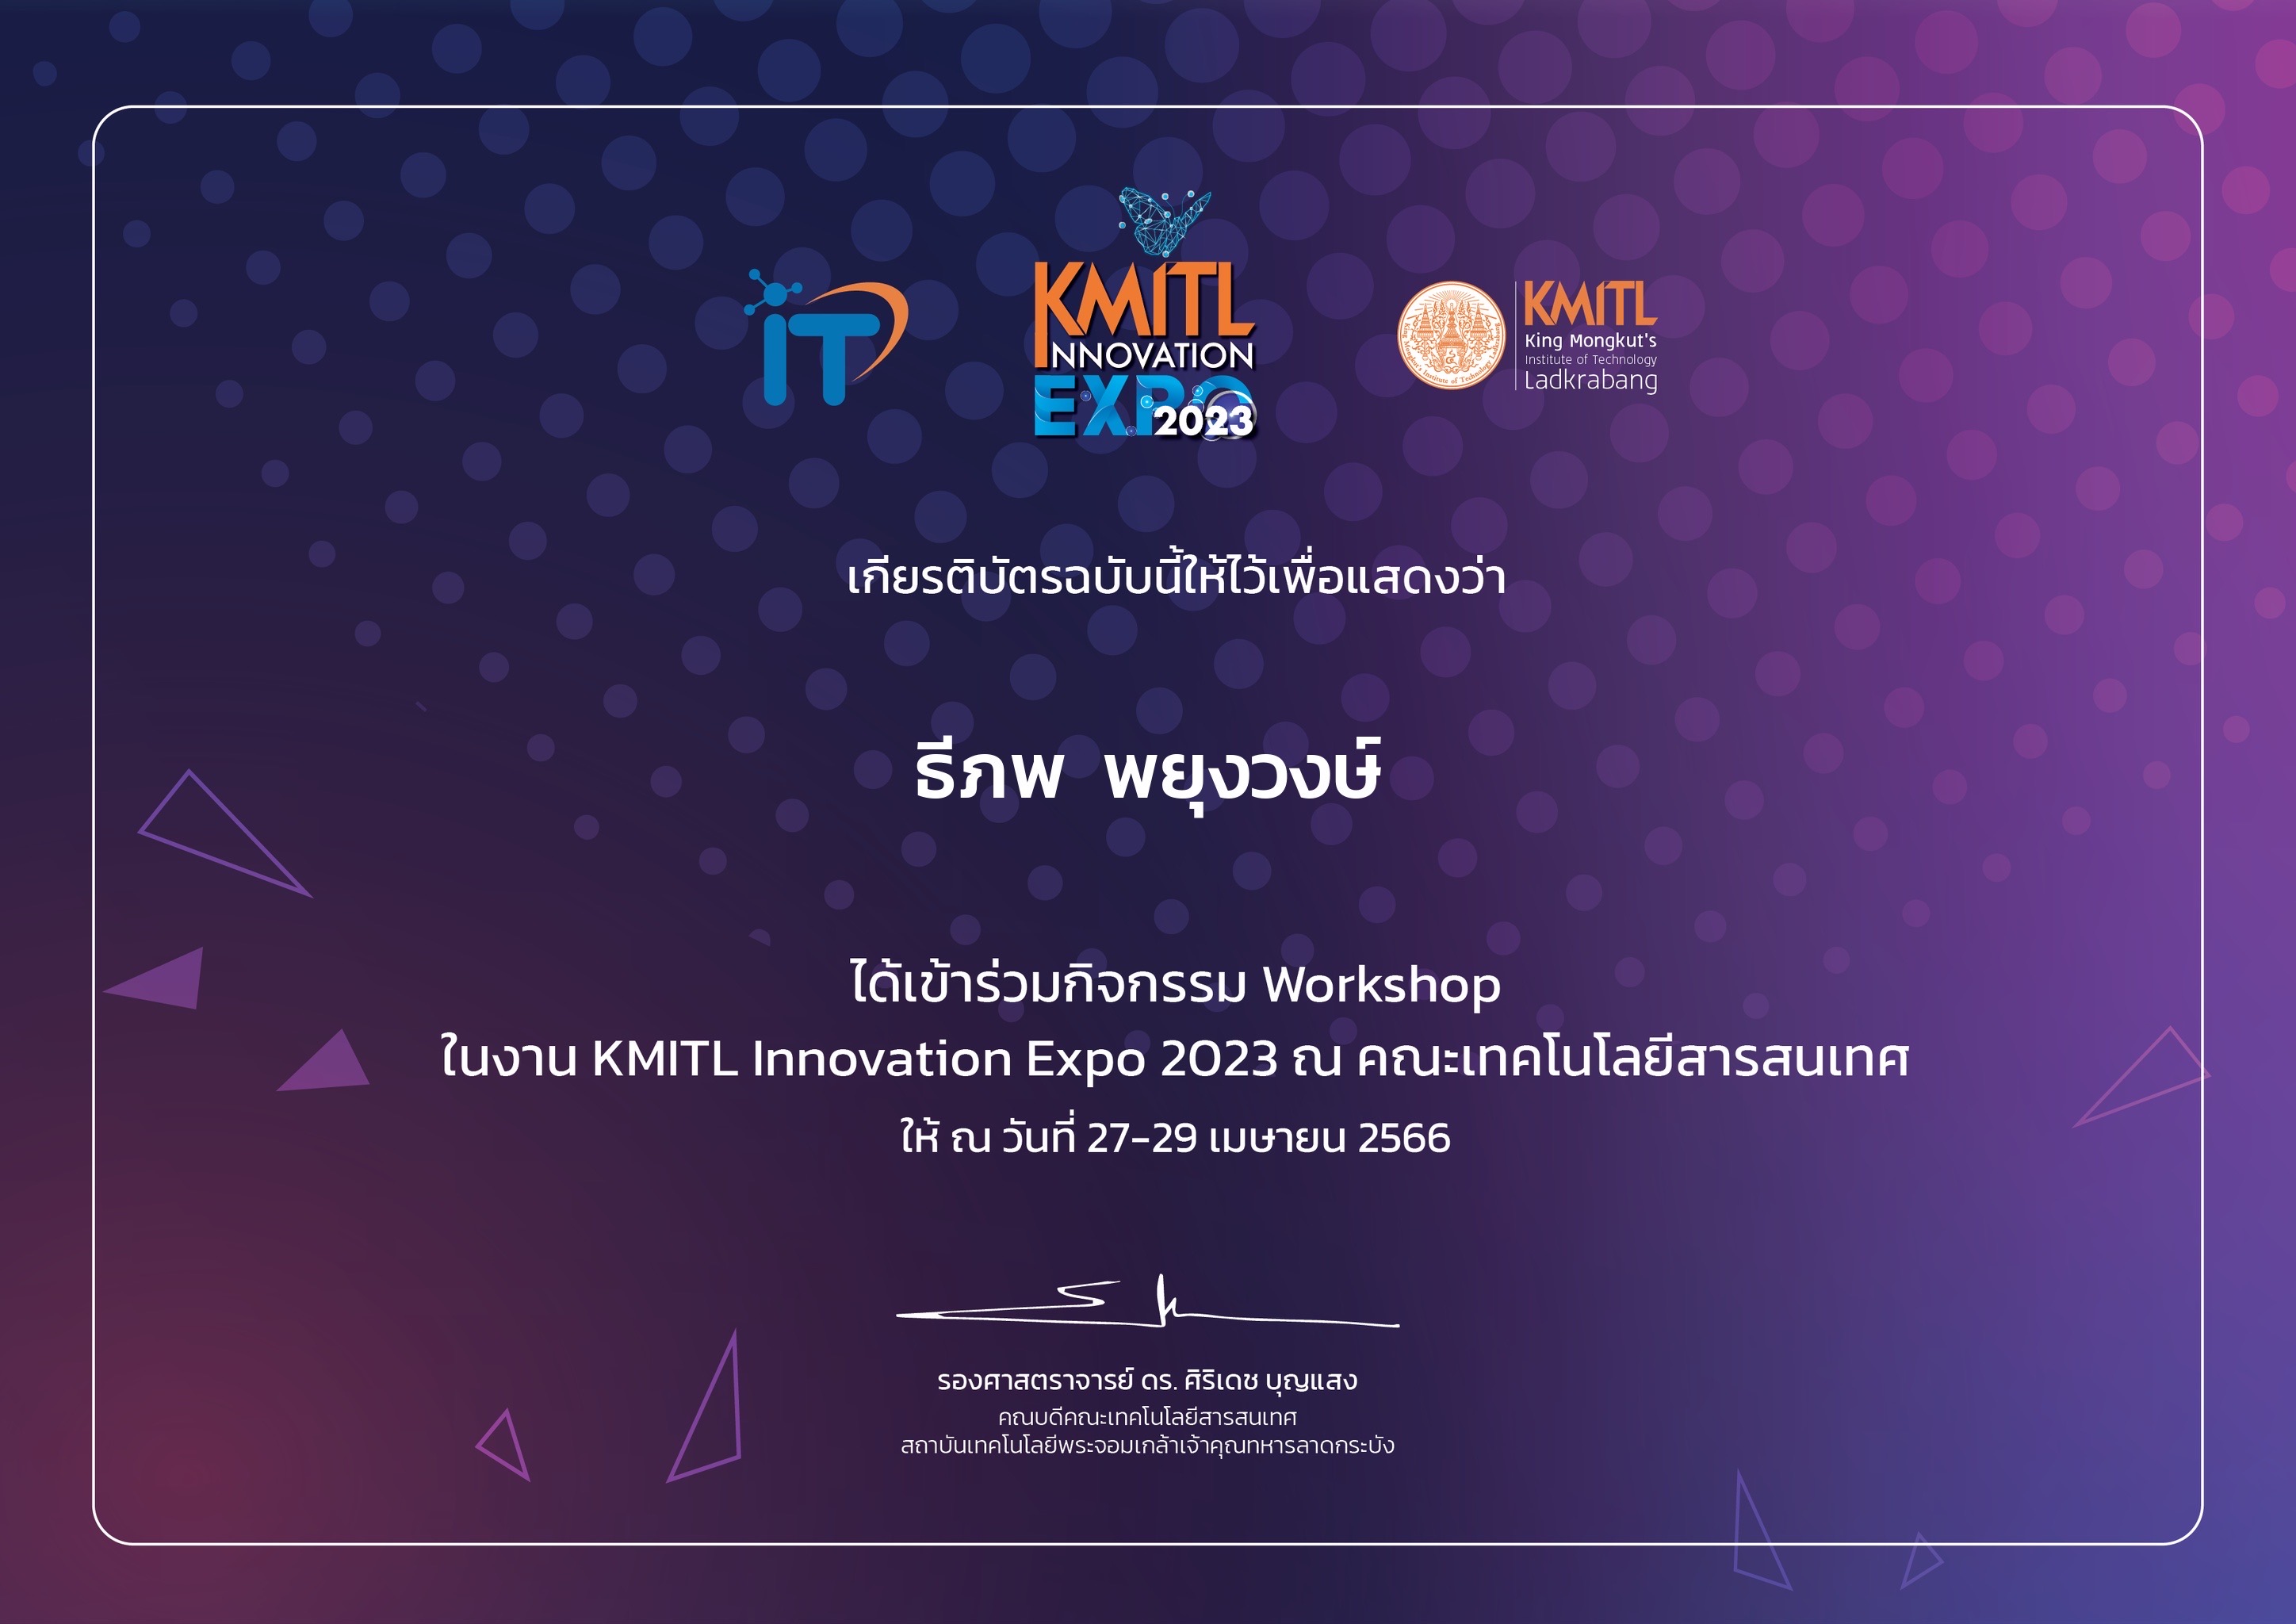 iT
KMITL
INNOVATION
EXPO
2023
KMITL
King Mongkut's
Institute of Technology
Ladkrabang
King Mongkut's Institute of Technology Ladkrabang
เกียรติบัตรฉบับนี้ให้ไว้เพื่อแสดงว่า
ธีภพ พยุงวงษ์
ได้เข้าร่วมกิจกรรม Workshop
ในงาน KMITL Innovation Expo 2023 ณ คณะเทคโนโลยีสารสนเทศ
ให้ ณ วันที่ 27-29 เมษายน 2566
รองศาสตราจารย์ ดร. ศิริเดช บุญแสง
คณบดีคณะเทคโนโลยีสารสนเทศ
สถาบันเทคโนโลยีพระจอมเกล้าเจ้าคุณทหารลาดกระบัง